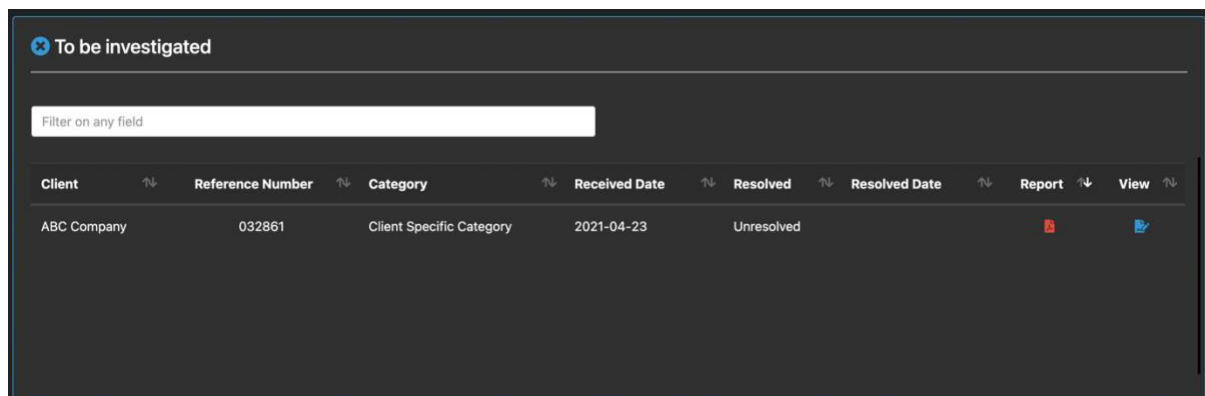 To be investigated
Filter on any field
Client Reference Number Category Received Date Resolved Resolved Date Report View
ABC Company 032861 Client Specific Category 2021-04-23 Unresolved